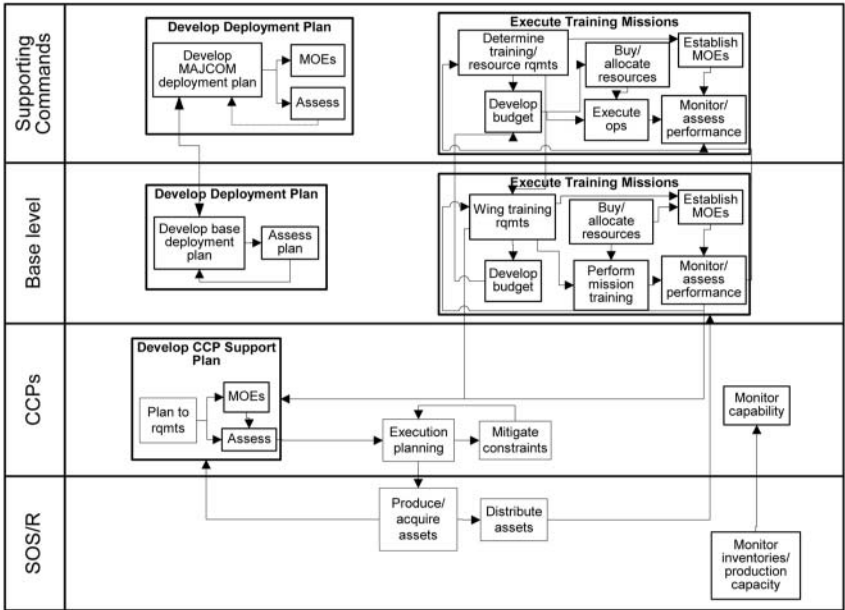 Supporting
Commands
Develop Deployment Plan
Develop
MAJCOM
deployment plan
MOEs
Assess
Execute Training Missions
Determine
training/
resource rqmts
Buy/
allocate
resources
Establish
MOEs
Develop
budget
Execute
ops
Monitor/
assess
performance
Base level
Develop Deployment Plan
Develop base
deployment
plan
Assess
plan
Execute Training Missions
Wing training
rqmts
Buy/
allocate
resources
Establish
MOEs
Develop
budget
Perform
mission
training
Monitor/
assess
performance
CCPs
Develop CCP Support
Plan
Plan to
rqmts
MOEs
Assess
Execution
planning
Mitigate
constraints
Monitor
capability
SOS/R
Produce/
acquire
assets
Distribute
assets
Monitor
inventories/
production
capacity